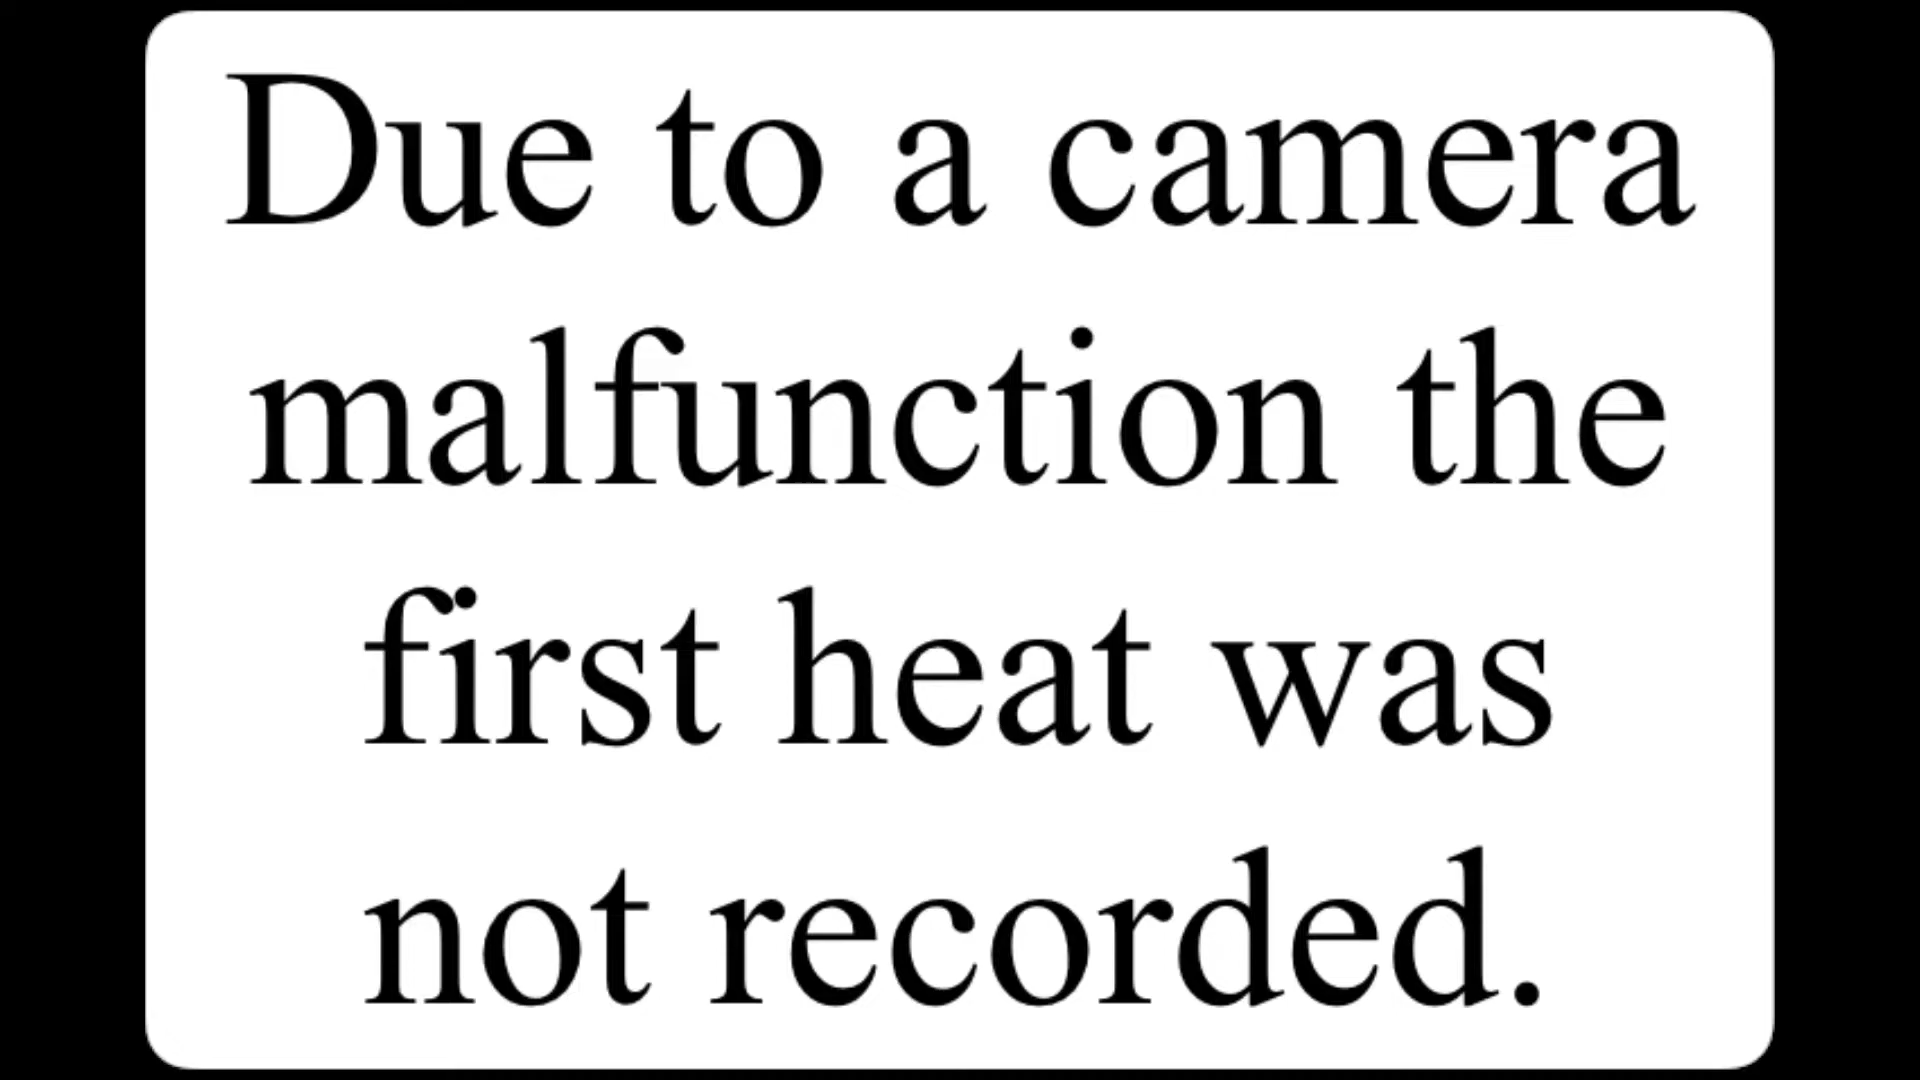 Due to a camera
malfunction the
first heat was
not recorded.